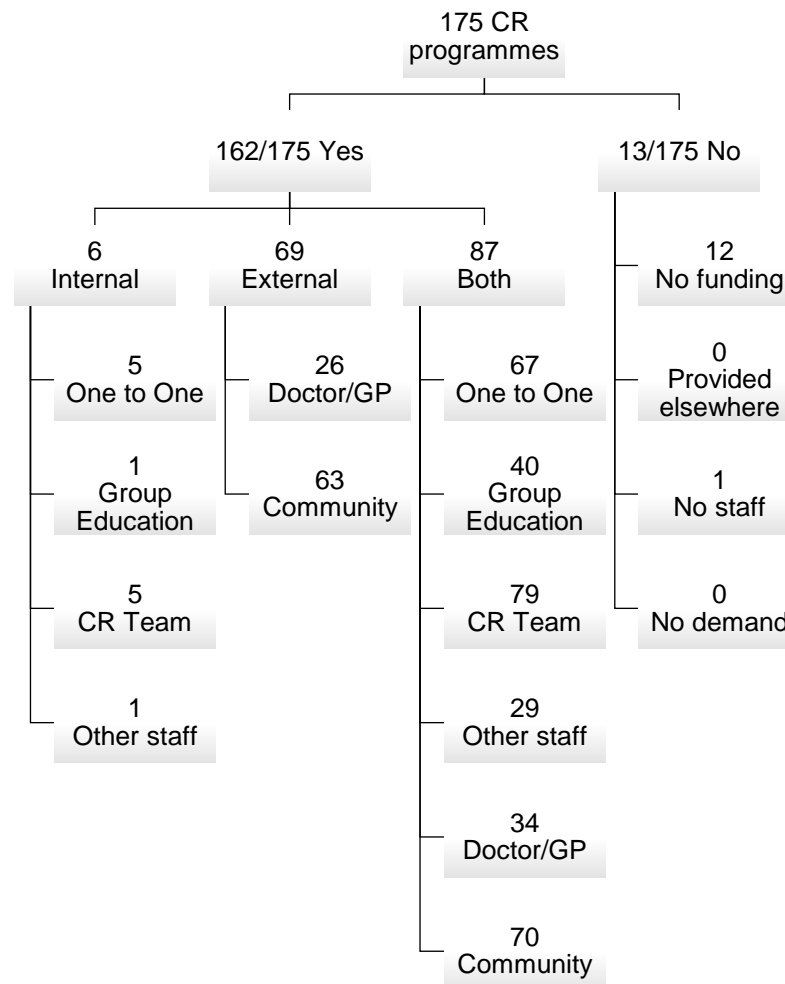 175 CR
programmes
162/175 Yes
13/175 No
6
Internal
69
External
87
Both
12
No funding
5
One to One
26
Doctor/GP
67
One to One
0
Provided
elsewhere
1
Group
Education
63
Community
40
Group
Education
1
No staff
5
CR Team
79
CR Team
0
No demand
1
Other staff
29
Other staff
34
Doctor/GP
70
Community